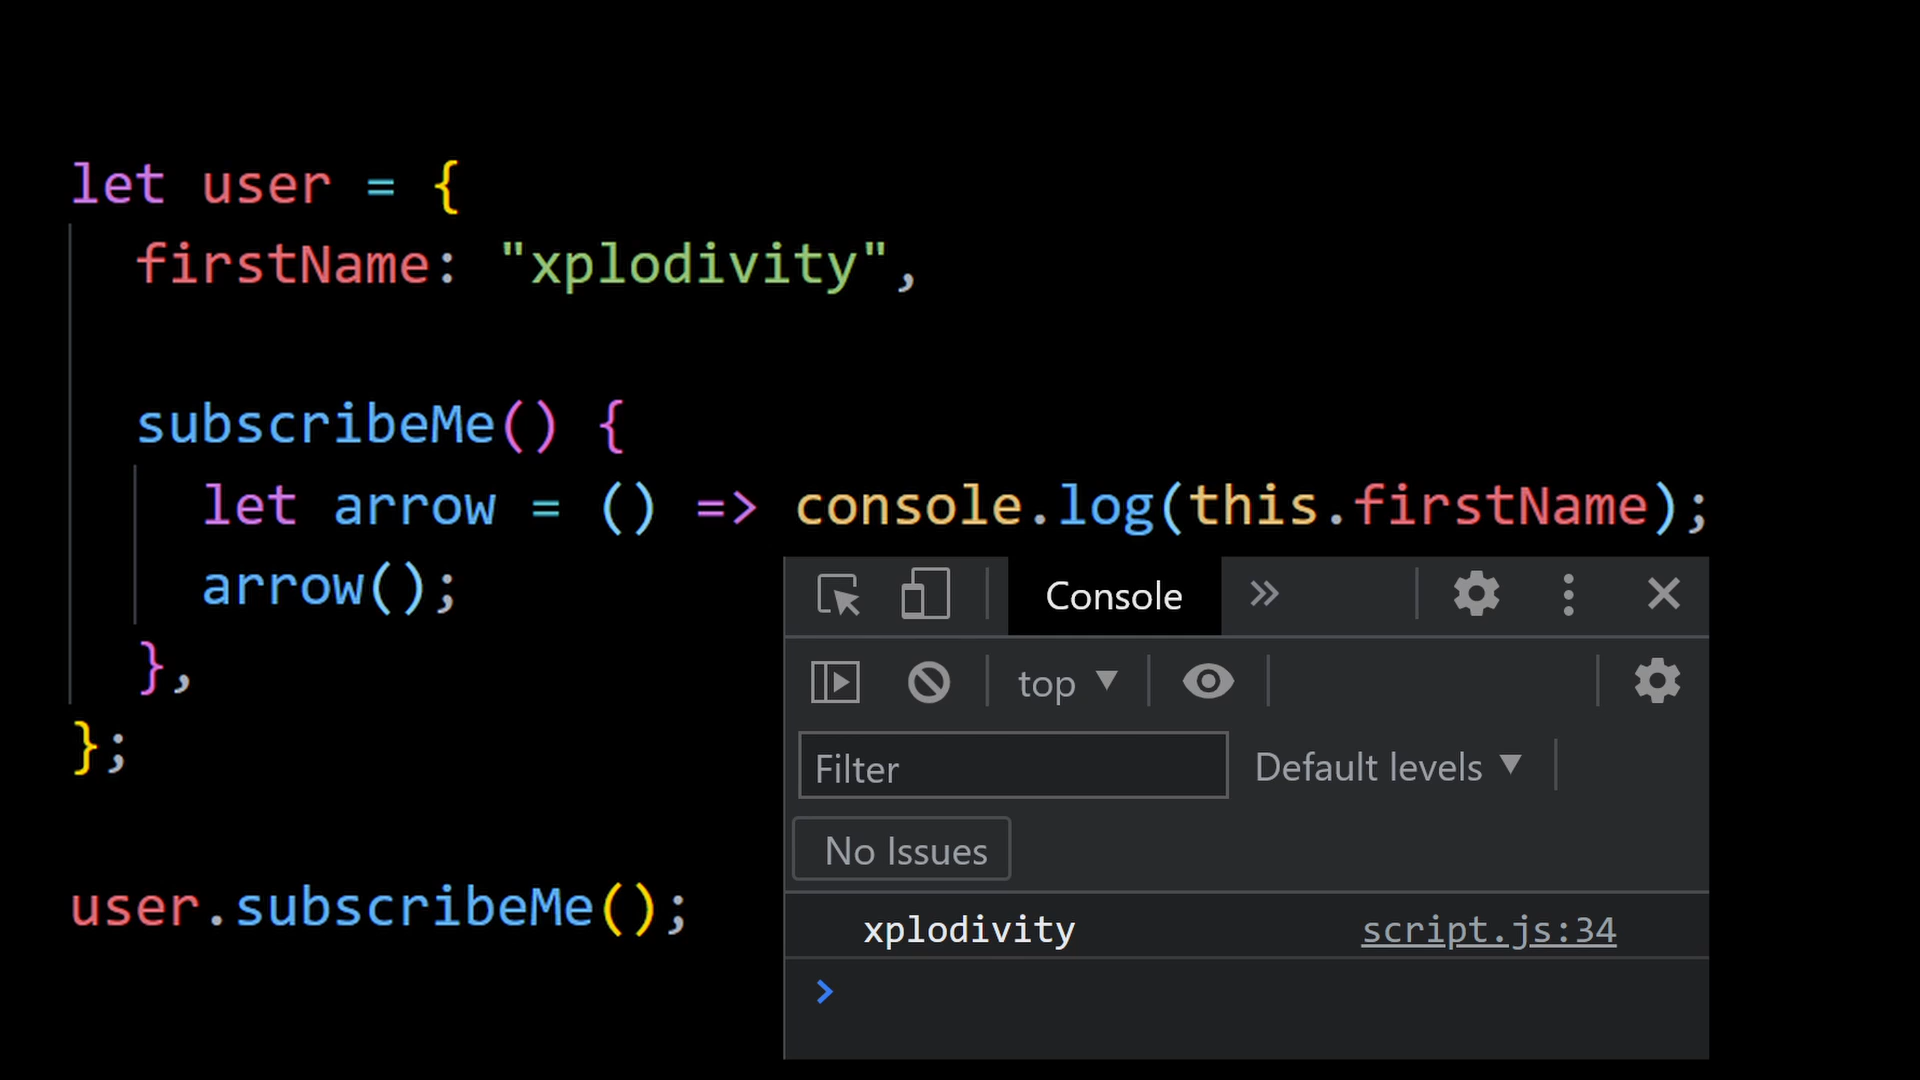 let user = {
firstName: "xplodivity",
subscribeMe() {
let arrow = () => console.log(this.firstName);
arrow();
},
};
user.subscribeMe();
Console
top
Filter
Default levels
No Issues
xplodivity script.js:34